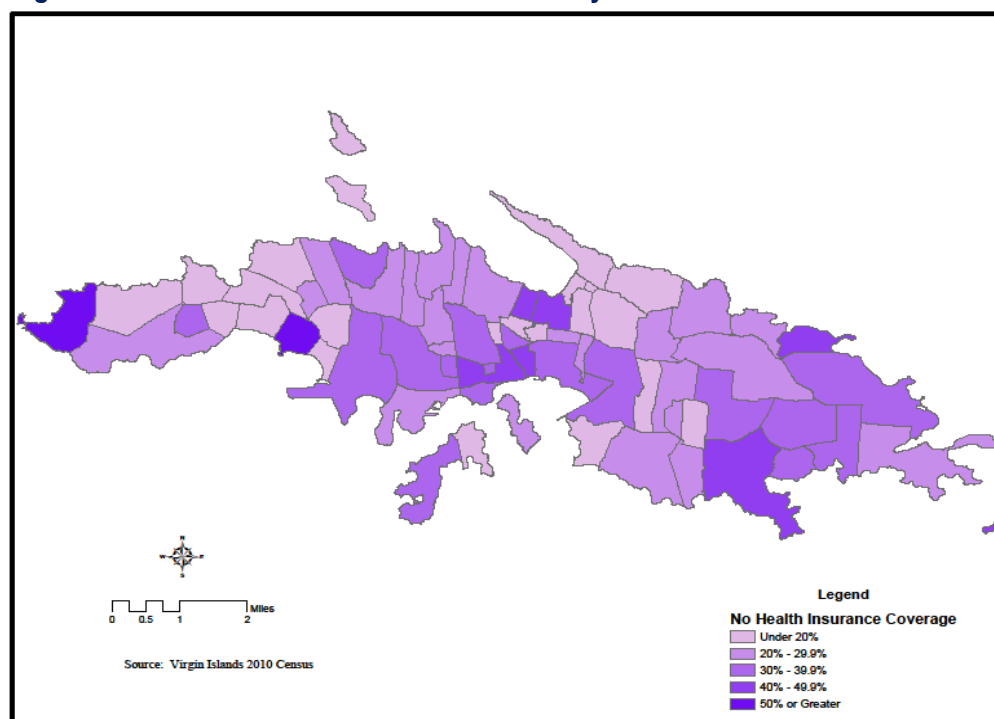 N
W E
S
Miles
0 0.5 1 2
Source: Virgin Islands 2010 Census
Legend
No Health Insurance Coverage
Under 20%
20% - 29.9%
30% - 39.9%
40% - 49.9%
50% or Greater